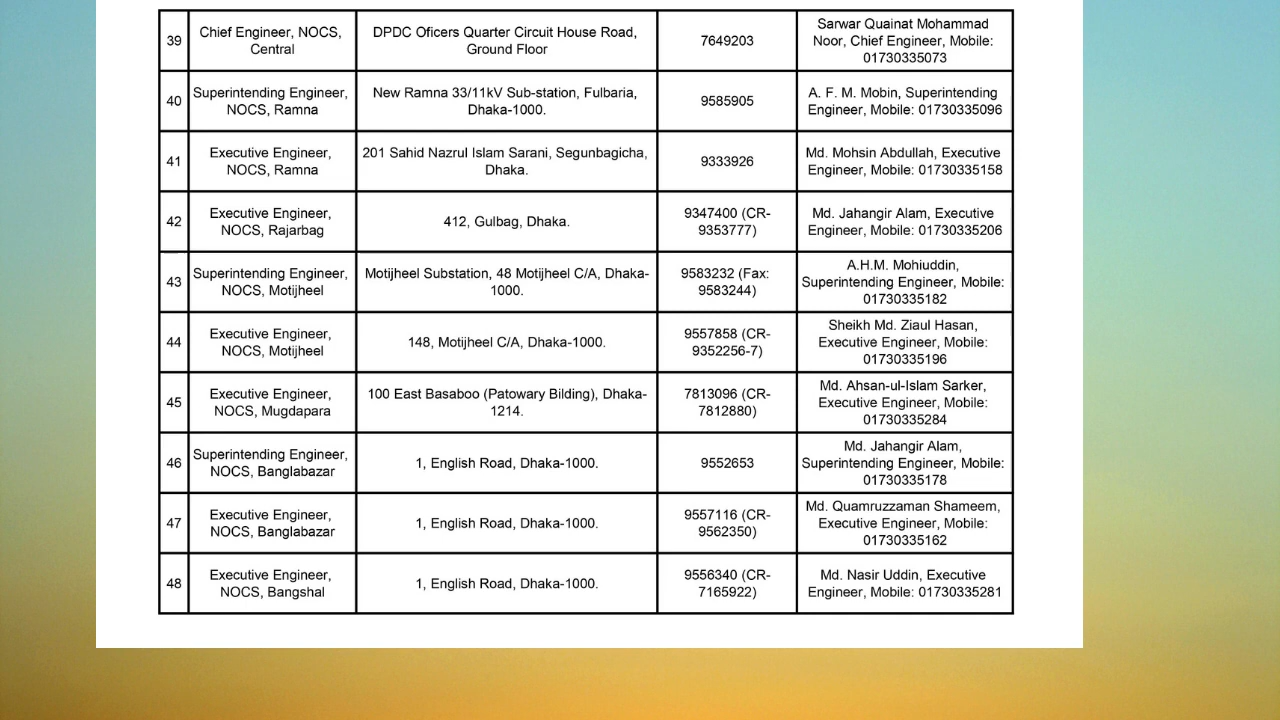 39
Chief Engineer, NOCS,
Central
DPDC Oficers Quarter Circuit House Road,
Ground Floor
7649203
Sarwar Quainat Mohammad
Noor, Chief Engineer, Mobile:
01730335073
40
Superintending Engineer,
NOCS, Ramna
New Ramna 33/11kV Sub-station, Fulbaria,
Dhaka-1000.
9585905
A. F. M. Mobin, Superintending
Engineer, Mobile: 01730335096
41
Executive Engineer,
NOCS, Ramna
201 Sahid Nazrul Islam Sarani, Segunbagicha,
Dhaka.
9333926
Md. Mohsin Abdullah, Executive
Engineer, Mobile: 01730335158
42
Executive Engineer,
NOCS, Rajarbag
412, Gulbag, Dhaka.
9347400 (CR-
9353777)
Md. Jahangir Alam, Executive
Engineer, Mobile: 01730335206
43
Superintending Engineer,
NOCS, Motijheel
Motijheel Substation, 48 Motijheel C/A, Dhaka-
1000.
9583232 (Fax:
9583244)
A.H.M. Mohiuddin,
Superintending Engineer, Mobile:
01730335182
44
Executive Engineer,
NOCS, Motijheel
148, Motijheel C/A, Dhaka-1000.
9557858 (CR-
9352256-7)
Sheikh Md. Ziaul Hasan,
Executive Engineer, Mobile:
01730335196
45
Executive Engineer,
NOCS, Mugdapara
100 East Basaboo (Patowary Bilding), Dhaka-
1214.
7813096 (CR-
7812880)
Md. Ahsan-ul-Islam Sarker,
Executive Engineer, Mobile:
01730335284
46
Superintending Engineer,
NOCS, Banglabazar
1, English Road, Dhaka-1000.
9552653
Md. Jahangir Alam,
Superintending Engineer, Mobile:
01730335178
47
Executive Engineer,
NOCS, Banglabazar
1, English Road, Dhaka-1000.
9557116 (CR-
9562350)
Md. Quamruzzaman Shameem,
Executive Engineer, Mobile:
01730335162
48
Executive Engineer,
NOCS, Bangshal
1, English Road, Dhaka-1000.
9556340 (CR-
7165922)
Md. Nasir Uddin, Executive
Engineer, Mobile: 01730335281